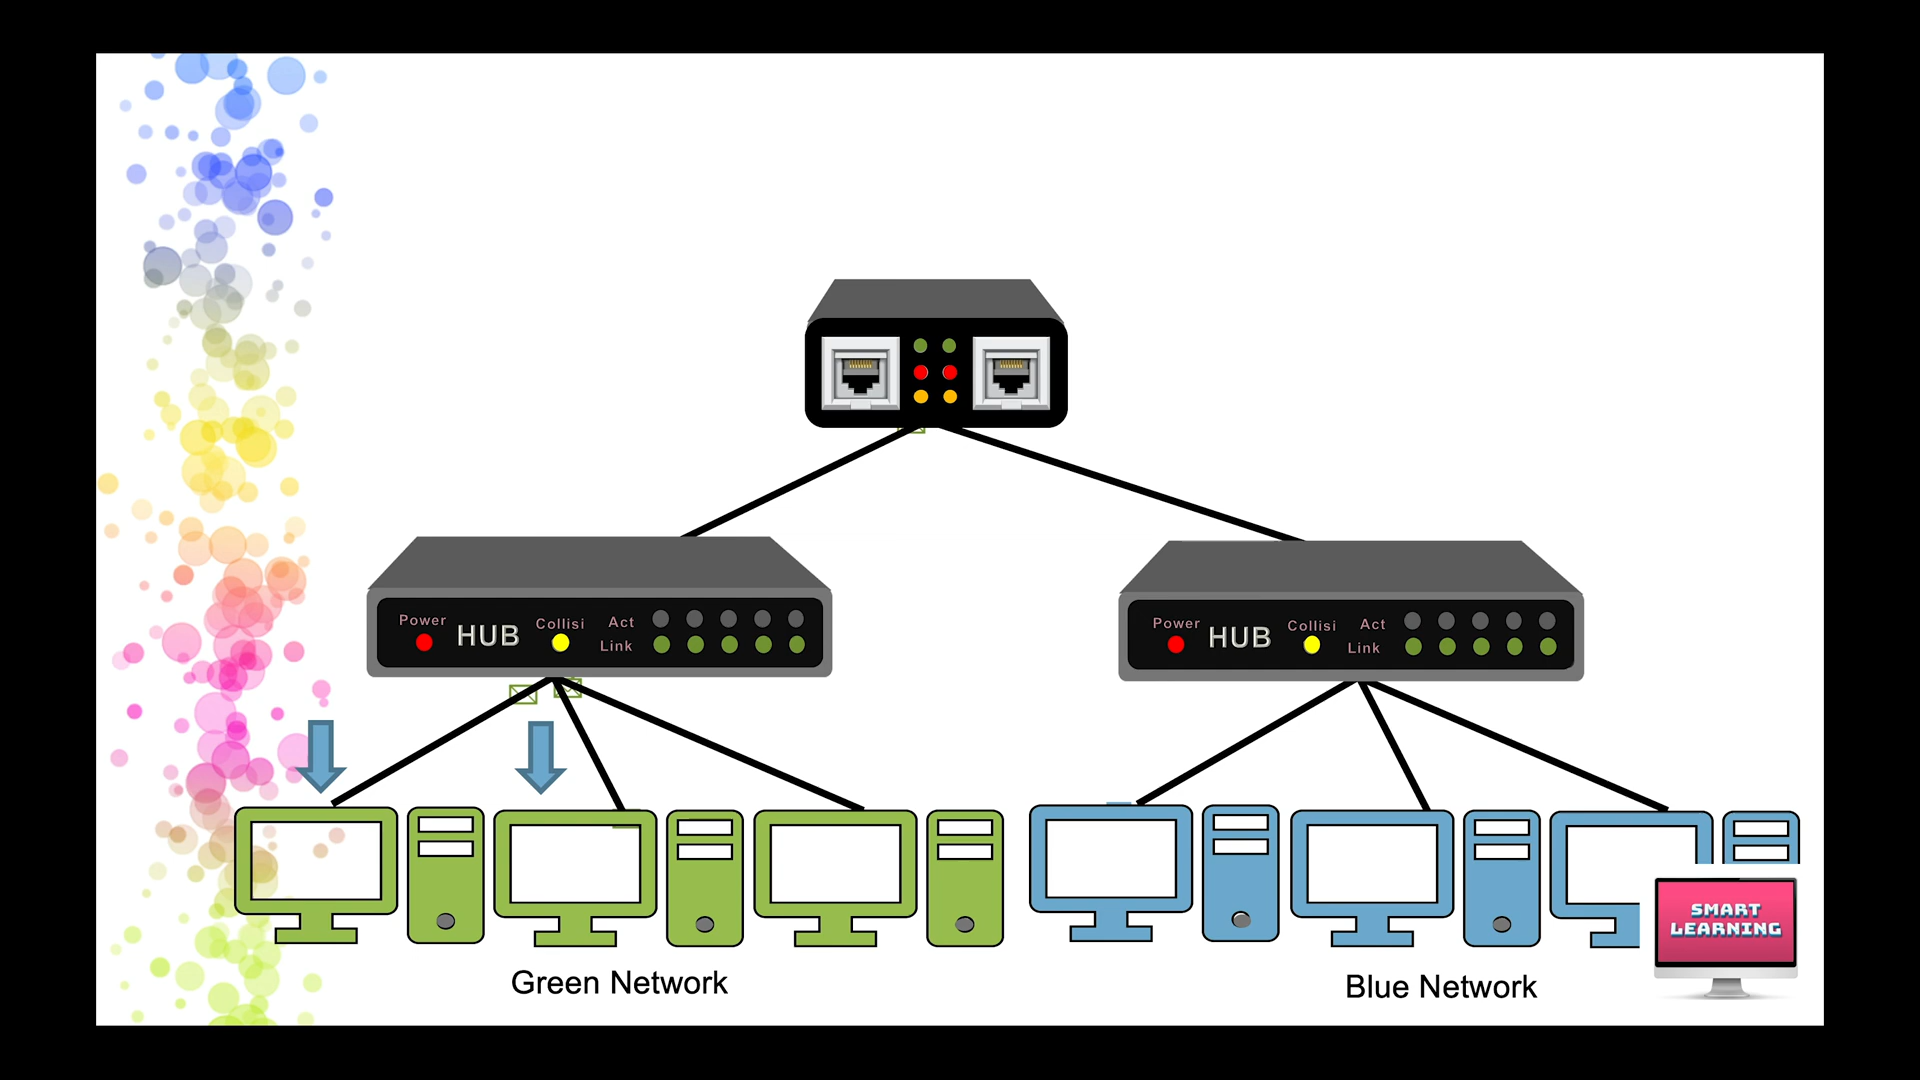 Power
HUB
Collisi
Act
Link
Power
HUB
Collisi
Act
Link
Green Network
Blue Network
SMART
LEARNING